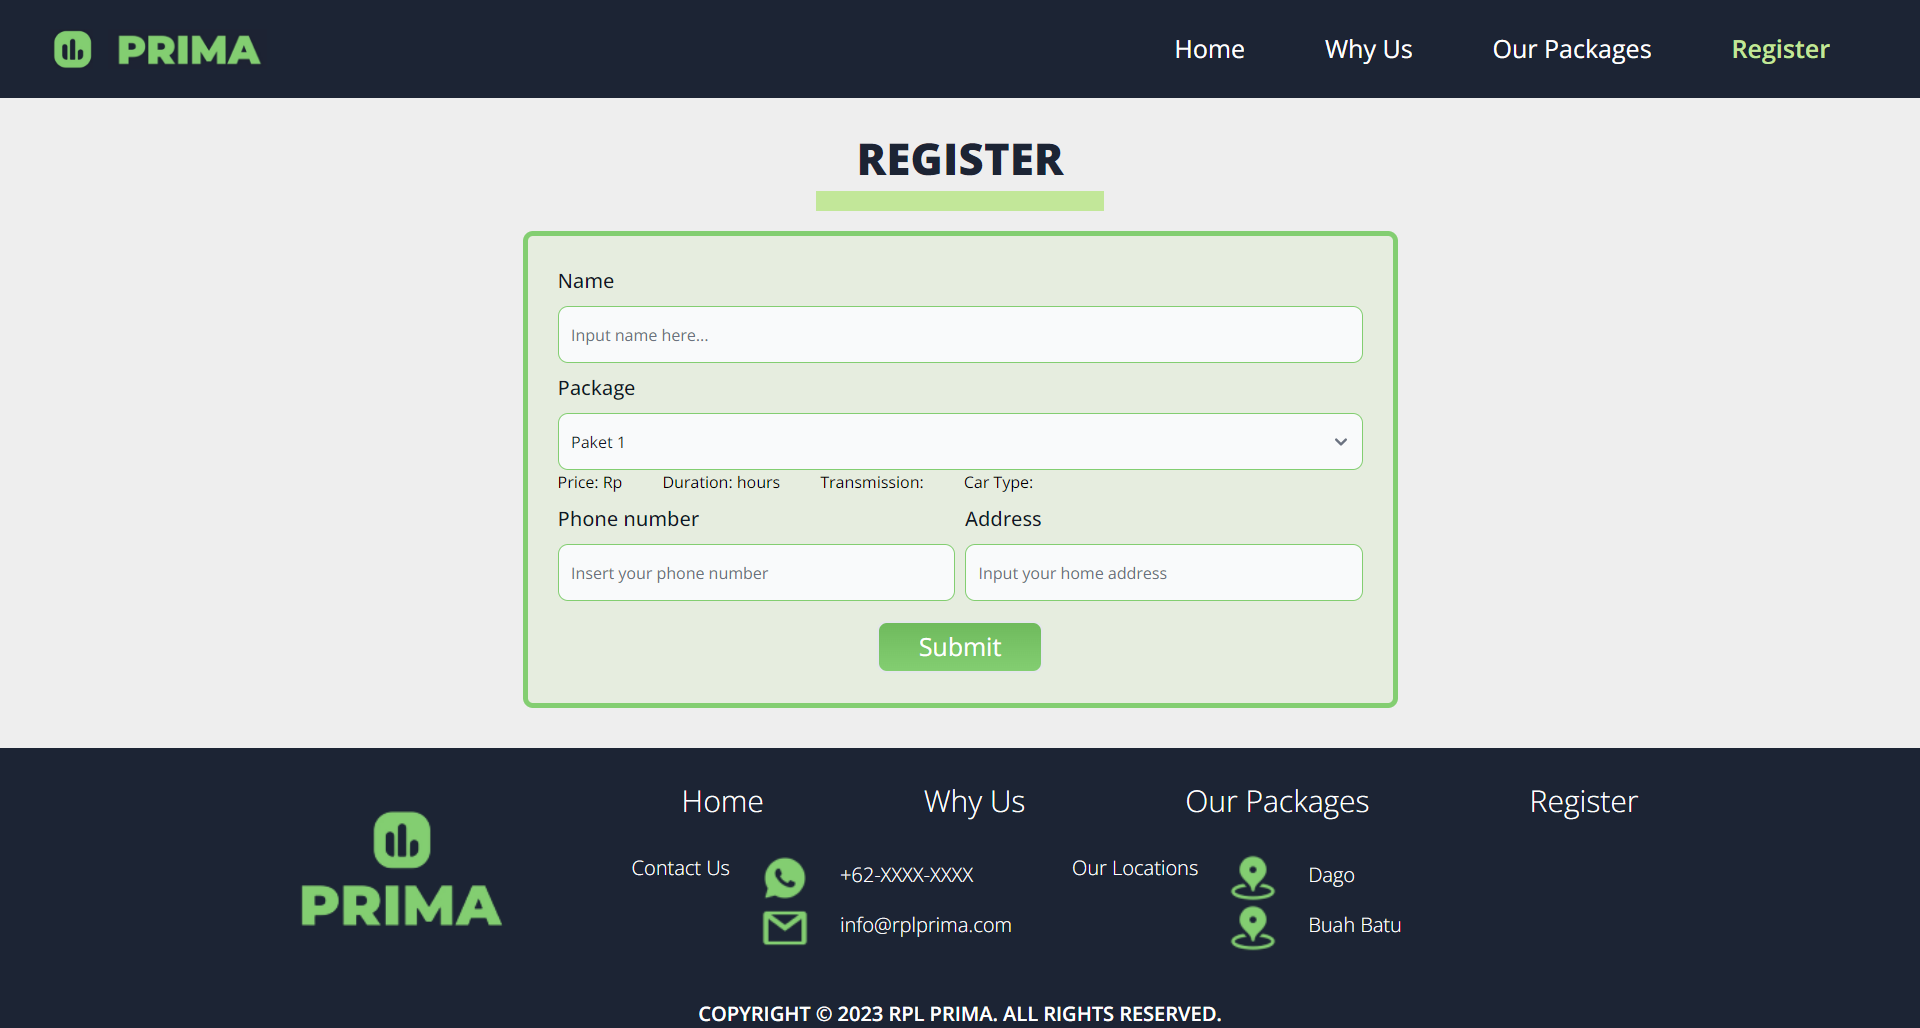 PRIMA
Home Why Us Our Packages Register
REGISTER
Name
Input name here...
Package
Paket 1
Price: Rp Duration: hours Transmission: Car Type:
Phone number Address
Insert your phone number Input your home address
Submit
PRIMA
Home Why Us Our Packages Register
Contact Us +62-XXXX-XXXX Our Locations Dago
info@rplprima.com Buah Batu
COPYRIGHT © 2023 RPL PRIMA. ALL RIGHTS RESERVED.